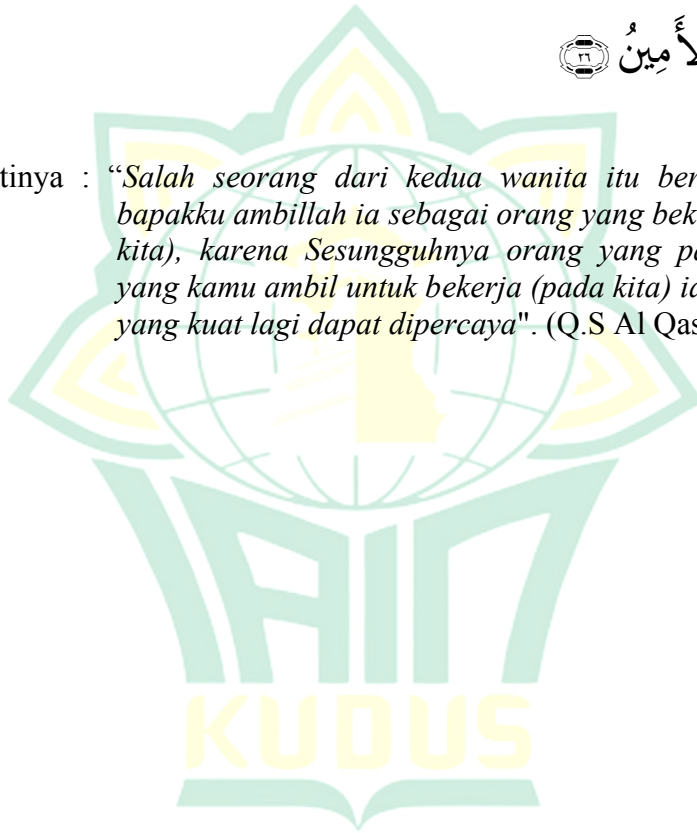 لأَمِينُ ﴿٢٦﴾
tinya : “Salah seorang dari kedua wanita itu ber
bapakku ambillah ia sebagai orang yang bek
kita), karena Sesungguhnya orang yang pa
yang kamu ambil untuk bekerja (pada kita) ia
yang kuat lagi dapat dipercaya". (Q.S Al Qas
IAIN
KUDUS